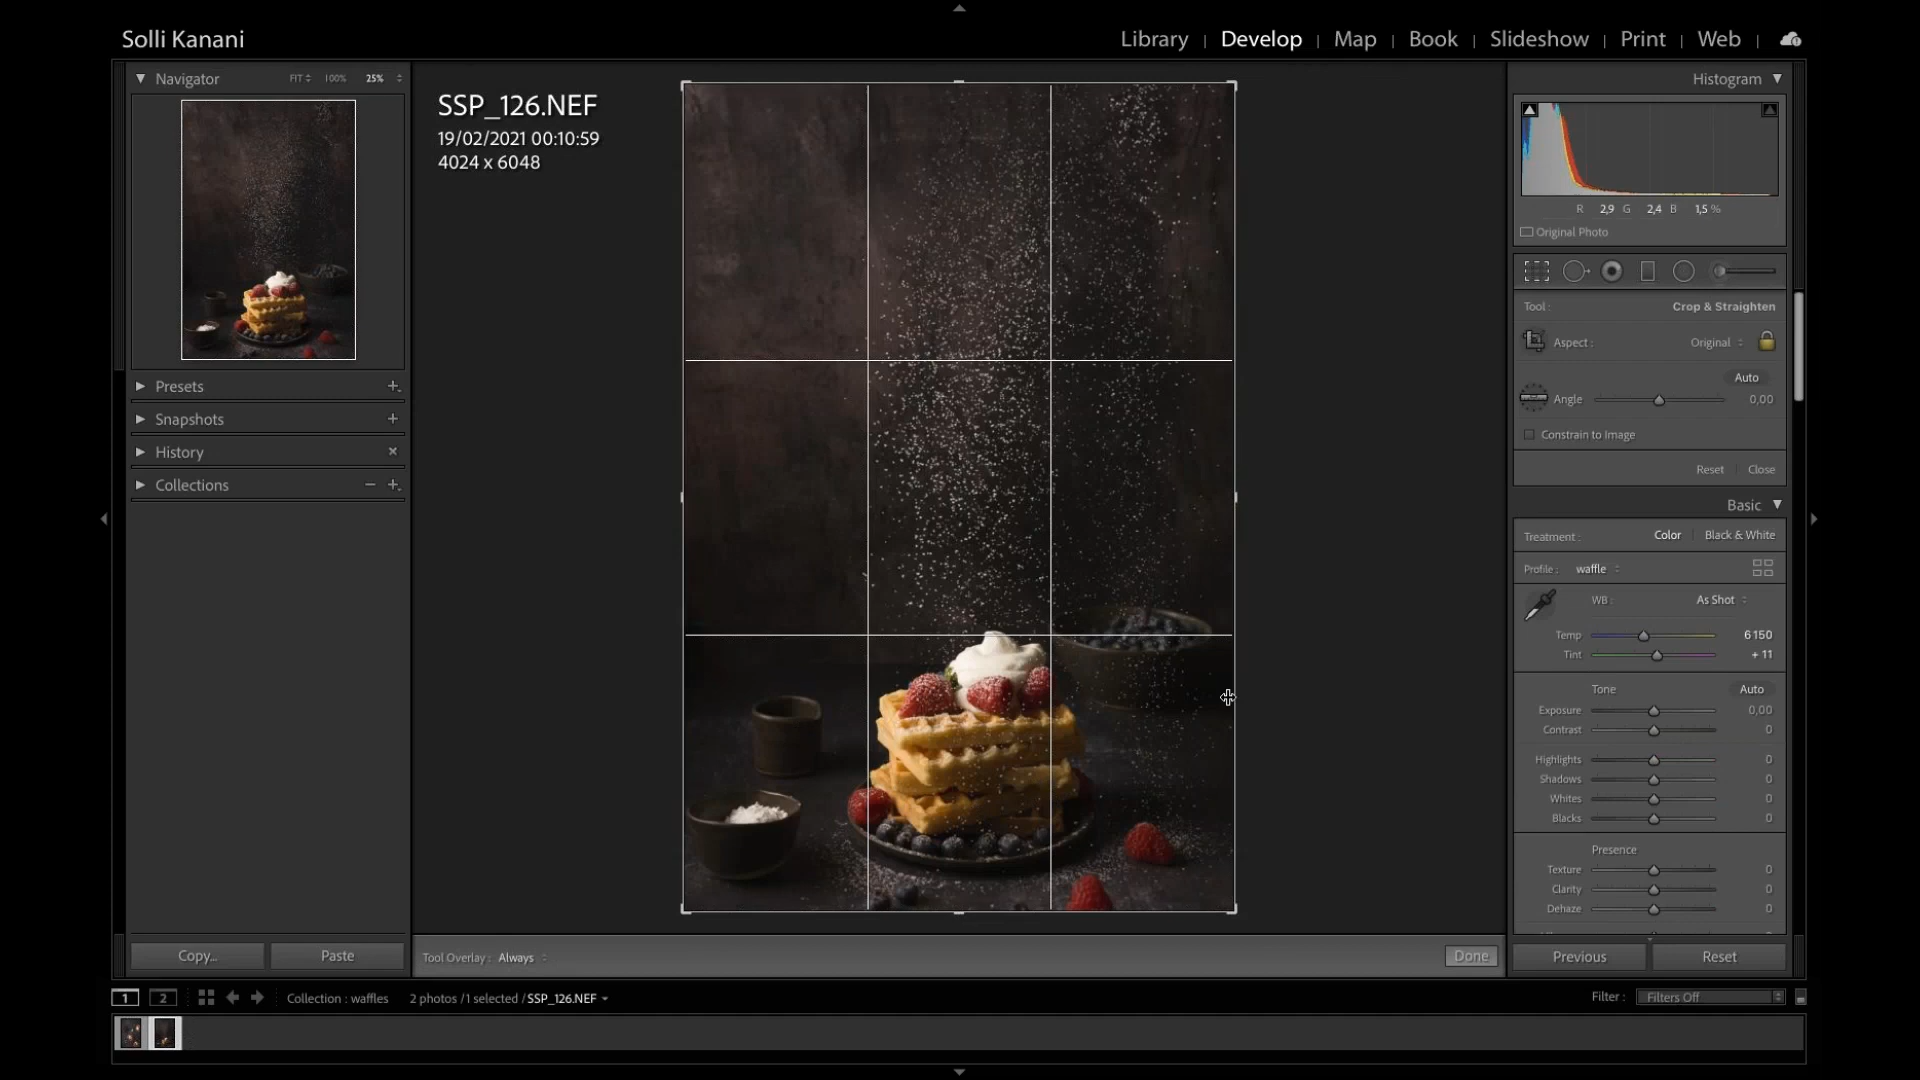 Solli Kanani
Library | Develop | Map | Book | Slideshow | Print | Web |
Navigator FIT 100% 25%
Presets
Snapshots
History
Collections
Copy... Paste
SSP_126.NEF
19/02/2021 00:10:59
4024 x 6048
Tool Overlay : Always
Done
Histogram
R 2,9 G 2,4 B 1,5 %
Original Photo
Tool : Crop & Straighten
Aspect : Original
Auto
Angle 0,00
Constrain to Image
Reset Close
Basic
Treatment : Color Black & White
Profile : waffle
WB : As Shot
Temp 6 150
Tint + 11
Tone Auto
Exposure 0,00
Contrast 0
Highlights 0
Shadows 0
Whites 0
Blacks 0
Presence
Texture 0
Clarity 0
Dehaze 0
Previous Reset
1 2 Collection : waffles 2 photos / 1 selected / SSP_126.NEF
Filter : Filters Off